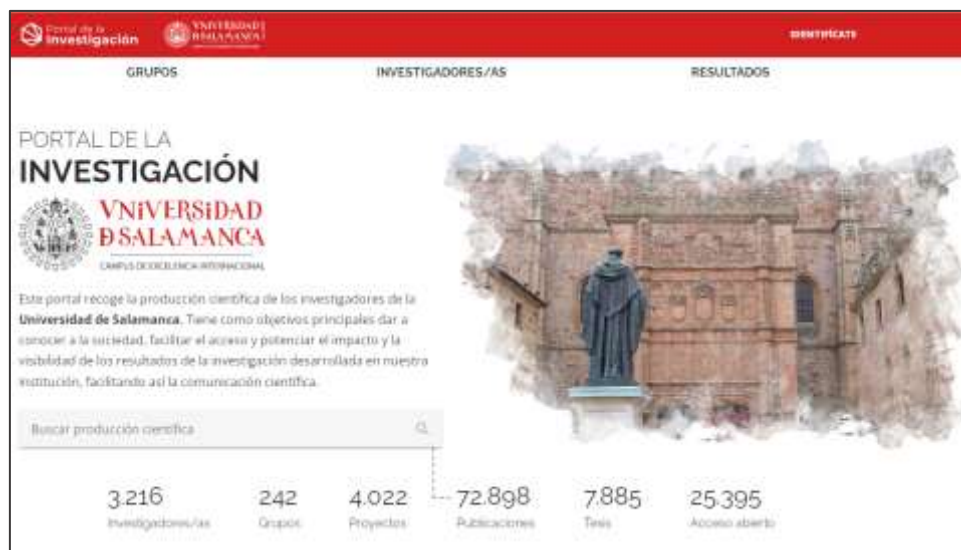 Portal de la
Investigación
VNiVERSiDAD
D SALAMANCA
IDENTIFÍCATE
GRUPOS
INVESTIGADORES/AS
RESULTADOS
PORTAL DE LA
INVESTIGACIÓN
VNiVERSiDAD
D SALAMANCA
CAMPUS DE EXCELENCIA INTERNACIONAL
Este portal recoge la producción científica de los investigadores de la
Universidad de Salamanca. Tiene como objetivos principales dar a
conocer a la sociedad, facilitar el acceso y potenciar el impacto y la
visibilidad de los resultados de la investigación desarrollada en nuestra
institución, facilitando así la comunicación científica.
Buscar producción científica
3.216
Investigadores/as
242
Grupos
4.022
Proyectos
72.898
Publicaciones
7.885
Tesis
25.395
Acceso abierto